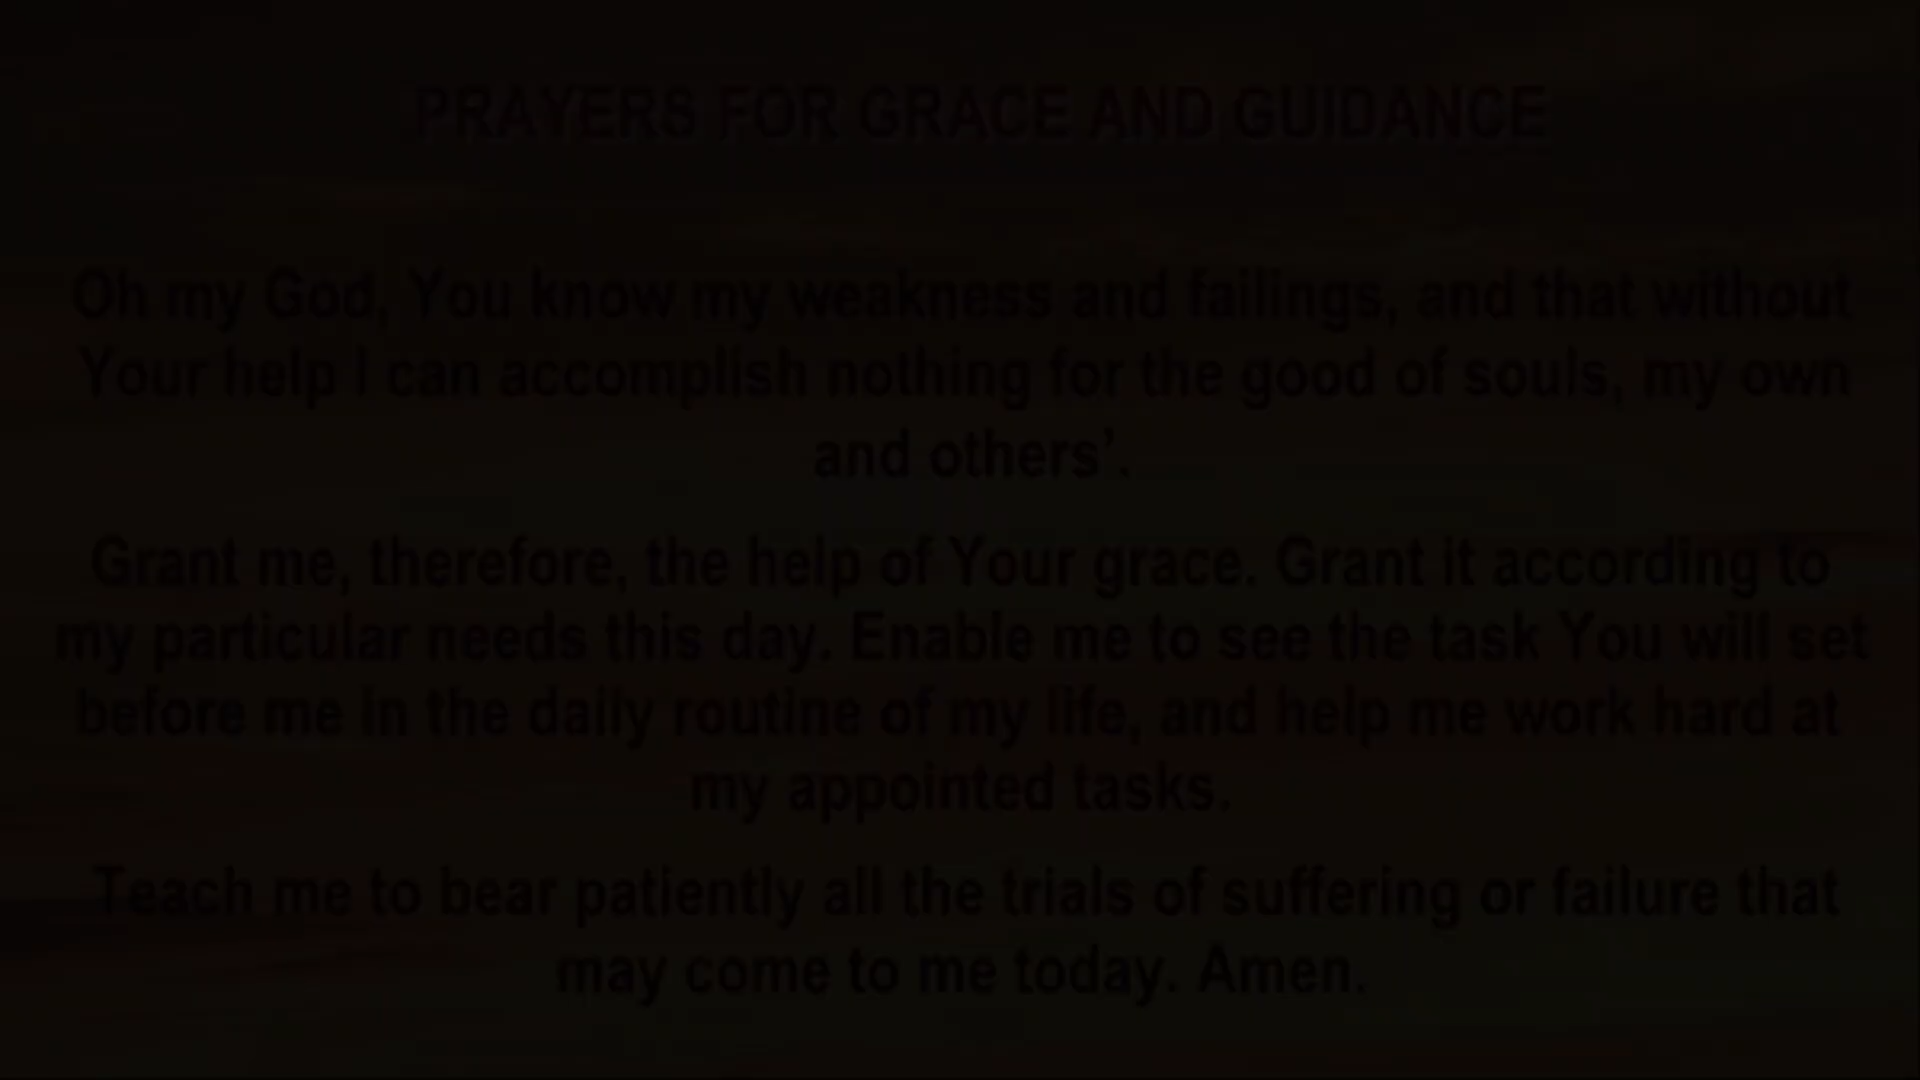 PRAYERS FOR GRACE AND GUIDANCE
Oh my God, You know my weakness and failings, and that without
Your help I can accomplish nothing for the good of souls, my own
and others’.
Grant me, therefore, the help of Your grace. Grant it according to
my particular needs this day. Enable me to see the task You will set
before me in the daily routine of my life, and help me work hard at
my appointed tasks.
Teach me to bear patiently all the trials of suffering or failure that
may come to me today. Amen.